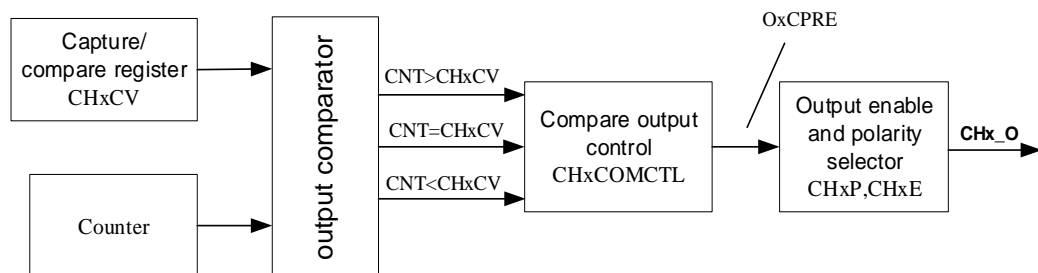 OxCPRE
Capture/
compare register
CHxCV
output comparator
CNT>CHxCV
CNT=CHxCV
CNT<CHxCV
Compare output
control
CHxCOMCTL
Output enable
and polarity
selector
CHxP,CHxE
CHx_O
Counter